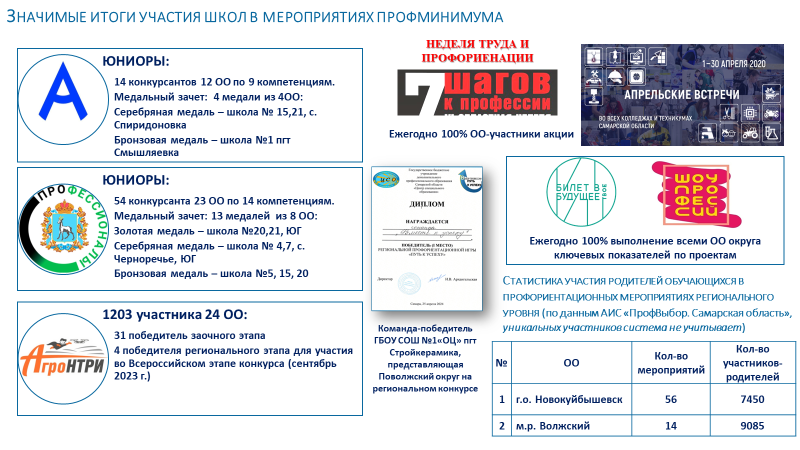 ЗНАЧИМЫЕ ИТОГИ УЧАСТИЯ ШКОЛ В МЕРОПРИЯТИЯХ ПРОФМИНИМУМА
ЮНИОРЫ:
14 конкурсантов 12 ОО по 9 компетенциям.
Медальный зачет: 4 медали из 4ОО:
Серебряная медаль – школа № 15,21, с.
Спиридоновка
Бронзовая медаль – школа №1 пгт
Смышляевка
ПРОФЕССИОНАЛЫ
ЮНИОРЫ:
54 конкурсанта 23 ОО по 14 компетенциям.
Медальный зачет: 13 медалей из 8 ОО:
Золотая медаль – школа №20,21, ЮГ
Серебряная медаль – школа № 4,7, с.
Черноречье, ЮГ
Бронзовая медаль – школа №5, 15, 20
АгроНТРИ
1203 участника 24 ОО:
31 победитель заочного этапа
4 победителя регионального этапа для участия
во Всероссийском этапе конкурса (сентябрь
2023 г.)
НЕДЕЛЯ ТРУДА И
ПРОФОРИЕНАЦИИ
7 шагов
к профессии
Ежегодно 100% ОО-участники акции
1–30 АПРЕЛЯ 2020
АПРЕЛЬСКИЕ ВСТРЕЧИ
ВО ВСЕХ КОЛЛЕДЖАХ И ТЕХНИКУМАХ
САМАРСКОЙ ОБЛАСТИ
ДИПЛОМ
НАГРАЖДАЕТСЯ
ПОБЕДИТЕЛЬ (I МЕСТО)
РЕГИОНАЛЬНОЙ ПРОФОРИЕНТАЦИОННОЙ ИГРЫ
«ПУТЬ К УСПЕХУ»
Директор
Команда-победитель
ГБОУ СОШ №1«ОЦ» пгт
Стройкерамика,
представляющая
Поволжский округ на
региональном конкурсе
БИЛЕТ В
БУДУЩЕЕ
ШОУ
ПРОФЕССИЙ
Ежегодно 100% выполнение всеми ОО округа
ключевых показателей по проектам
СТАТИСТИКА УЧАСТИЯ РОДИТЕЛЕЙ ОБУЧАЮЩИХСЯ В
ПРОФОРИЕНТАЦИОННЫХ МЕРОПРИЯТИЯХ РЕГИОНАЛЬНОГО
УРОВНЯ (по данным АИС «ПрофВыбор. Самарская область»,
уникальных участников система не учитывает)
№ ОО Кол-во мероприятий Кол-во участников-родителей
1 г.о. Новокуйбышевск 56 7450
2 м.р. Волжский 14 9085